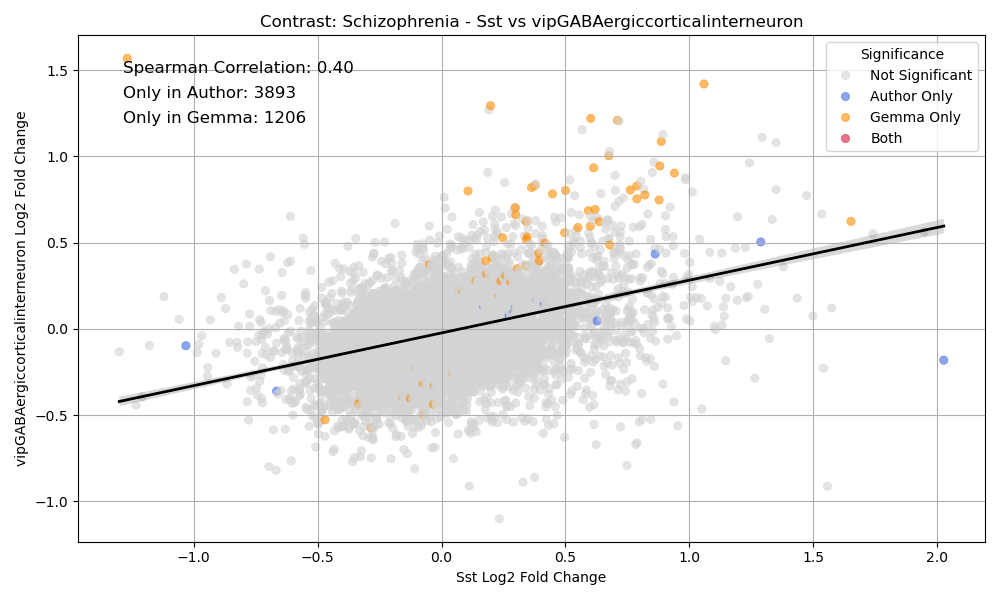 Contrast: Schizophrenia - Sst vs vipGABAergiccorticalinterneuron
Spearman Correlation: 0.40
Only in Author: 3893
Only in Gemma: 1206
Significance
Not Significant
Author Only
Gemma Only
Both
vipGABAergiccorticalinterneuron Log2 Fold Change
1.5
1.0
0.5
0.0
−0.5
−1.0
−1.0
−0.5
0.0
0.5
1.0
1.5
2.0
Sst Log2 Fold Change